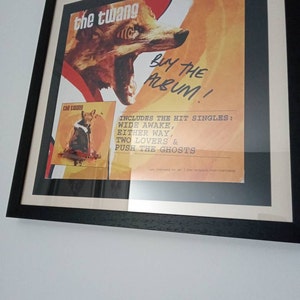 the twang
BUY THE
ALBUM!
the twang
INCLUDES THE HIT SINGLES:
WIDE AWAKE,
EITHER WAY,
TWO LOVERS &
PUSH THE GHOSTS